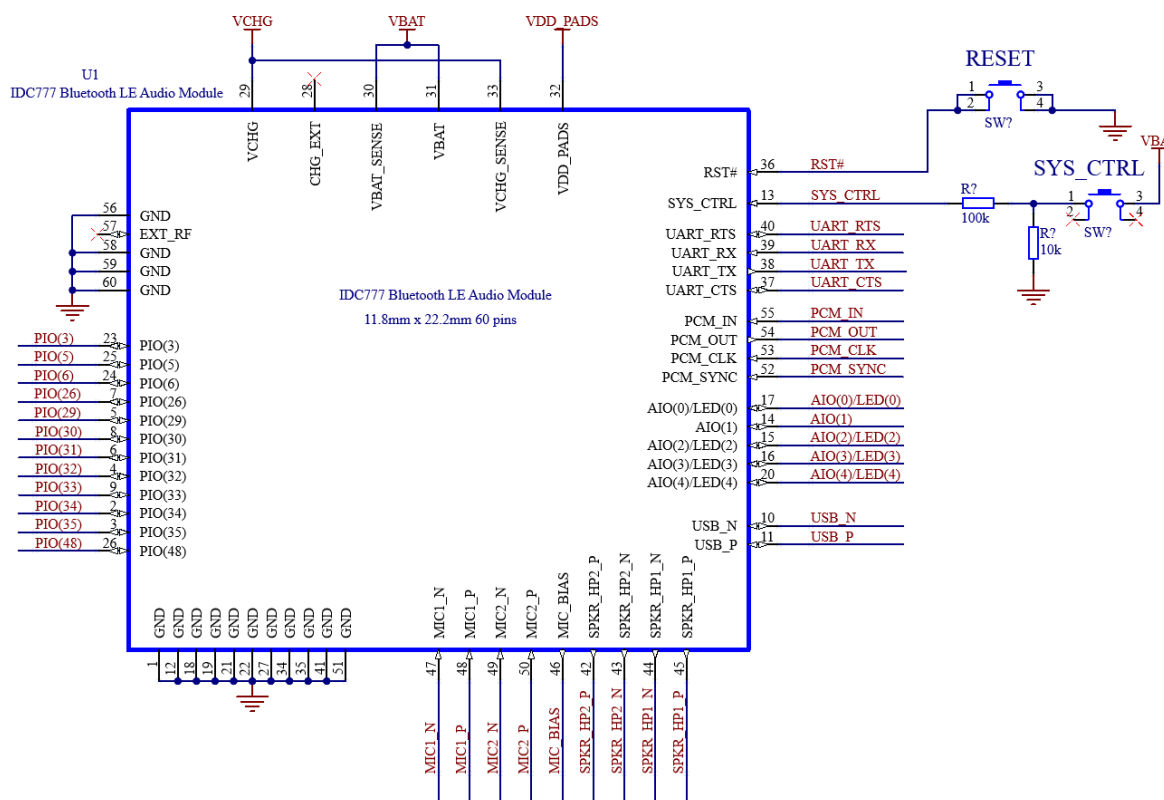 VCHG
VBAT
VDD_PADS
U1
IDC777 Bluetooth LE Audio Module
29
28
30
31
33
32
VCHG
CHG_EXT
VBAT_SENSE
VBAT
VCHG_SENSE
VDD_PADS
RESET
1
2
3
4
SW?
36
RST#
RST#
13
SYS_CTRL
SYS_CTRL
R?
100k
R?
10k
SYS_CTRL
1
2
3
4
SW?
VBA
56
GND
57
EXT_RF
58
GND
59
GND
60
GND
IDC777 Bluetooth LE Audio Module
11.8mm x 22.2mm 60 pins
UART_RTS 40 UART_RTS
UART_RX 39 UART_RX
UART_TX 38 UART_TX
UART_CTS 37 UART_CTS
PCM_IN 55 PCM_IN
PCM_OUT 54 PCM_OUT
PCM_CLK 53 PCM_CLK
PCM_SYNC 52 PCM_SYNC
AIO(0)/LED(0) 17 AIO(0)/LED(0)
AIO(1) 14 AIO(1)
AIO(2)/LED(2) 15 AIO(2)/LED(2)
AIO(3)/LED(3) 16 AIO(3)/LED(3)
AIO(4)/LED(4) 20 AIO(4)/LED(4)
USB_N 10 USB_N
USB_P 11 USB_P
PIO(3) 23 PIO(3)
PIO(5) 25 PIO(5)
PIO(6) 24 PIO(6)
PIO(26) 7 PIO(26)
PIO(29) 5 PIO(29)
PIO(30) 8 PIO(30)
PIO(31) 6 PIO(31)
PIO(32) 4 PIO(32)
PIO(33) 9 PIO(33)
PIO(34) 2 PIO(34)
PIO(35) 3 PIO(35)
PIO(48) 26 PIO(48)
GND GND GND GND GND GND GND GND GND GND GND
1 12 18 19 21 22 27 34 35 41 51
MIC1_N
MIC1_P
MIC2_N
MIC2_P
MIC_BIAS
SPKR_HP2_P
SPKR_HP2_N
SPKR_HP1_N
SPKR_HP1_P
47
48
49
50
46
42
43
44
45
MIC1_N
MIC1_P
MIC2_N
MIC2_P
MIC_BIAS
SPKR_HP2_P
SPKR_HP2_N
SPKR_HP1_N
SPKR_HP1_P